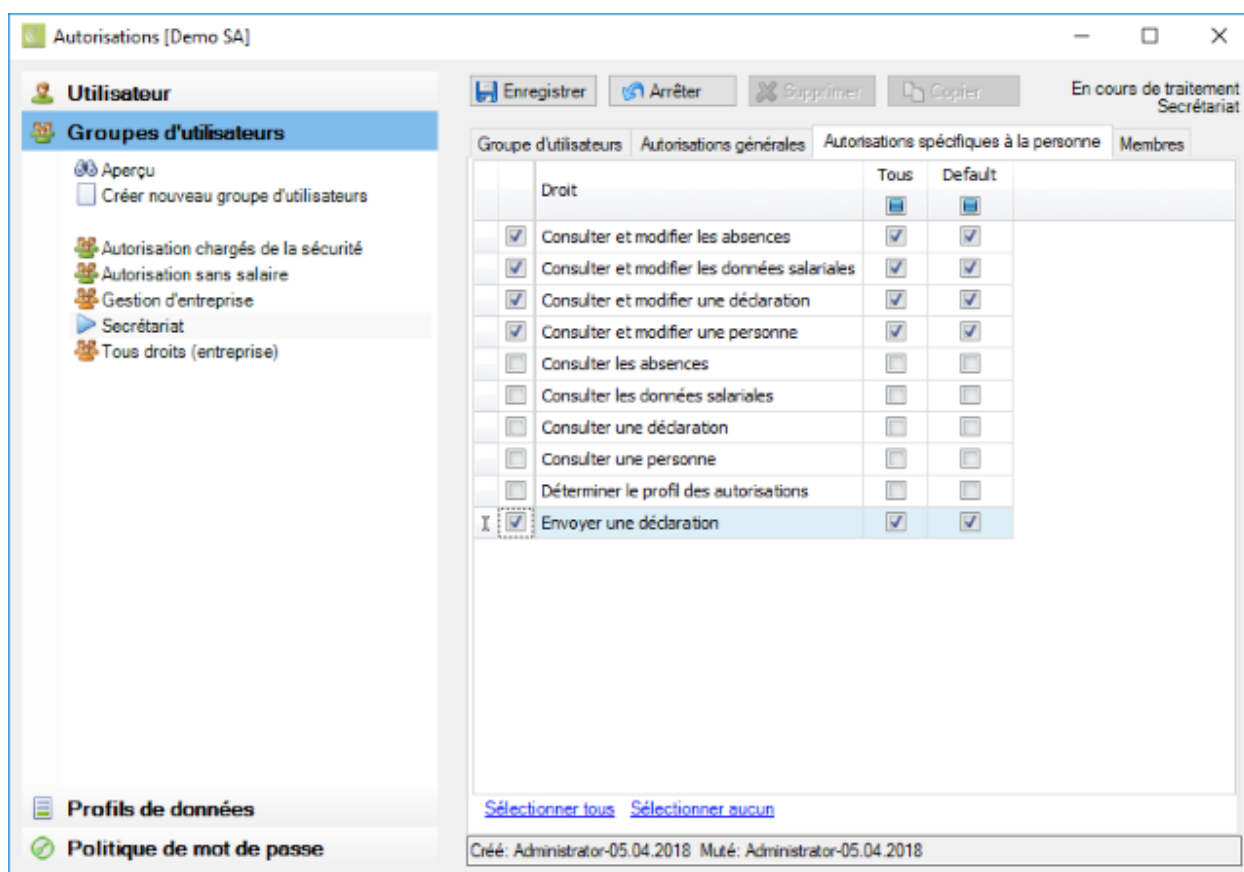 Autorisations [Demo SA]
Utilisateur
Groupes d'utilisateurs
Aperçu
Créer nouveau groupe d'utilisateurs
Autorisation chargés de la sécurité
Autorisation sans salaire
Gestion d'entreprise
Secrétariat
Tous droits (entreprise)
Profils de données
Politique de mot de passe
Enregistrer Arrêter Supprimer Copier
En cours de traitement
Secrétariat
Groupe d'utilisateurs Autorisations générales Autorisations spécifiques à la personne Membres
Droit Tous Default
Consulter et modifier les absences
Consulter et modifier les données salariales
Consulter et modifier une déclaration
Consulter et modifier une personne
Consulter les absences
Consulter les données salariales
Consulter une déclaration
Consulter une personne
Déterminer le profil des autorisations
Envoyer une déclaration
Sélectionner tous Sélectionner aucun
Créé: Administrator-05.04.2018 Muté: Administrator-05.04.2018